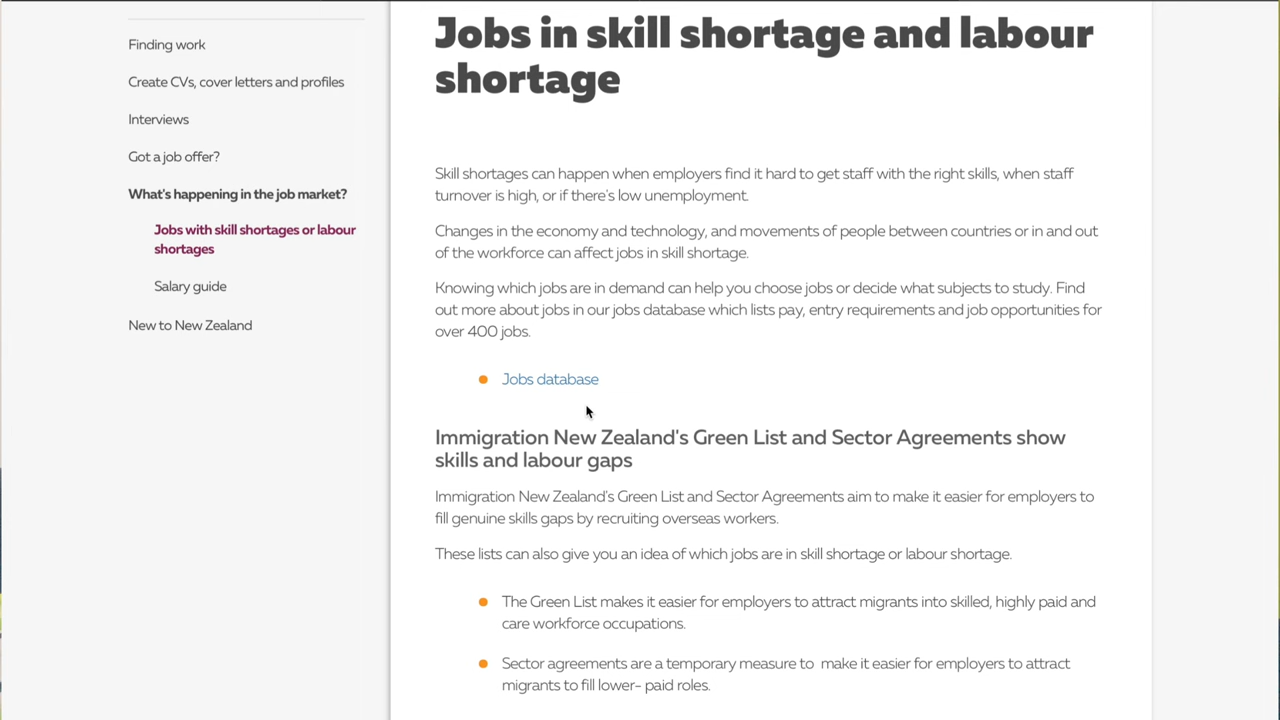 Finding work
Create CVs, cover letters and profiles
Interviews
Got a job offer?
What's happening in the job market?
Jobs with skill shortages or labour
shortages
Salary guide
New to New Zealand
Jobs in skill shortage and labour
shortage
Skill shortages can happen when employers find it hard to get staff with the right skills, when staff
turnover is high, or if there's low unemployment.
Changes in the economy and technology, and movements of people between countries or in and out
of the workforce can affect jobs in skill shortage.
Knowing which jobs are in demand can help you choose jobs or decide what subjects to study. Find
out more about jobs in our jobs database which lists pay, entry requirements and job opportunities for
over 400 jobs.
Jobs database
Immigration New Zealand's Green List and Sector Agreements show
skills and labour gaps
Immigration New Zealand's Green List and Sector Agreements aim to make it easier for employers to
fill genuine skills gaps by recruiting overseas workers.
These lists can also give you an idea of which jobs are in skill shortage or labour shortage.
The Green List makes it easier for employers to attract migrants into skilled, highly paid and
care workforce occupations.
Sector agreements are a temporary measure to  make it easier for employers to attract
migrants to fill lower- paid roles.